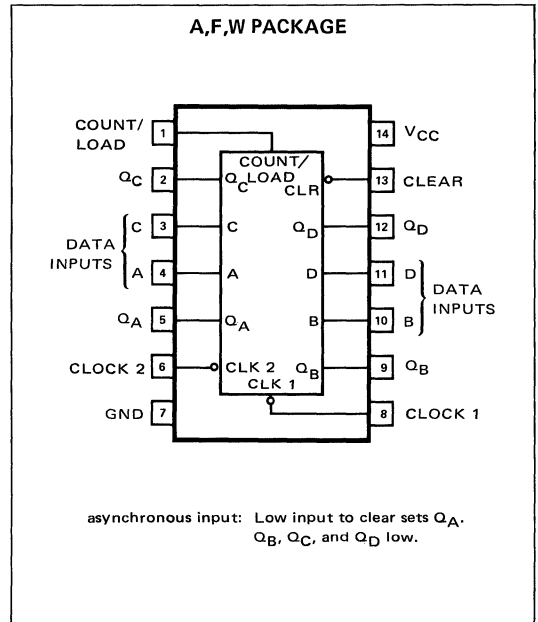 A,F,W PACKAGE
COUNT/
LOAD
1
14
VCC
COUNT/
LOAD
CLR
QC
2
QC
13
CLEAR
C
3
C
QD
12
QD
DATA
INPUTS
A
4
A
D
11
D
DATA
INPUTS
QA
5
QA
B
10
B
CLOCK 2
6
CLK 2
QB
9
QB
CLK 1
GND
7
8
CLOCK 1
asynchronous input: Low input to clear sets QA.
QB, QC, and QD low.